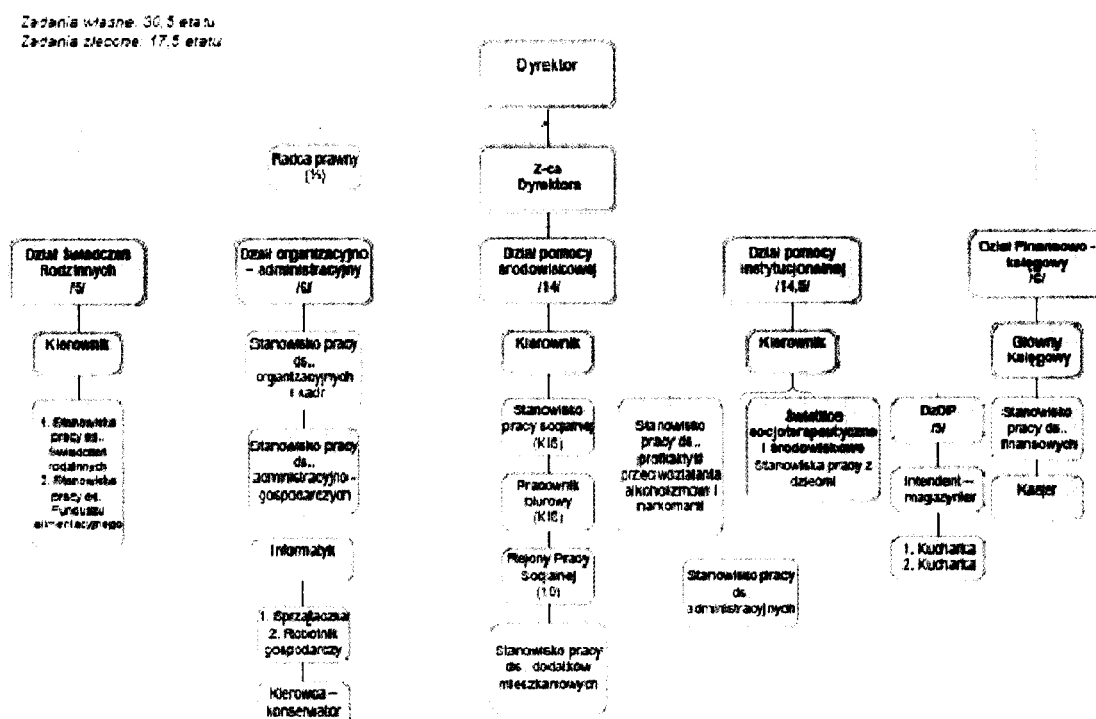 Zadania własne: 30,5 etatu
Zadania zlecone: 17,5 etatu
Dyrektor
Radca prawny
(½)
Z-ca
Dyrektora
Dział Świadczeń
Rodzinnych
/5/
Dział organizacyjno
– administracyjny
/6/
Dział pomocy
środowiskowej
/14/
Dział pomocy
instytucjonalnej
/14,5/
Dział Finansowo –
księgowy
/6/
Kierownik
Stanowisko pracy
ds..
organizacyjnych
i kadr
Kierownik
Kierownik
Główny
Księgowy
1. Stanowiska
pracy ds..
świadczeń
rodzinnych
2. Stanowiska
pracy ds.
Funduszu
alimentacyjnego
Stanowisko pracy
ds..
administracyjno –
gospodarczych
Stanowisko
pracy socjalnej
(KIS)
Stanowisko
pracy ds..
profilaktyki
przeciwdziałania
alkoholizmowi i
narkomanii
Świetlice
socjoterapeutyczne
i środowiskowe
Stanowiska pracy z
dziećmi
DzDP
/5/
Stanowisko
pracy ds..
finansowych
Pracownik
biurowy
(KIS)
Intendent –
magazynier
Kasjer
Informatyk
Rejony Pracy
Socjalnej
(10)
Stanowisko pracy
ds
administracyjnych
1. Kucharka
2. Kucharka
1. Sprzątaczka
2. Robotnik
gospodarczy
Stanowisko pracy
ds.. dodatków
mieszkaniowych
Kierowca –
konserwator